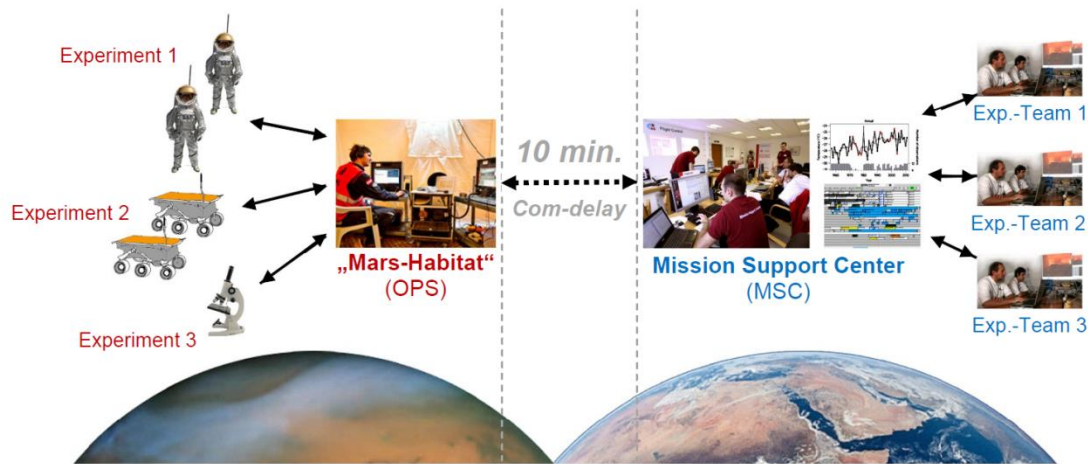 Experiment 1
Experiment 2
Experiment 3
„Mars-Habitat“
(OPS)
10 min.
Com-delay
Mission Support Center
(MSC)
Exp.-Team 1
Exp.-Team 2
Exp.-Team 3